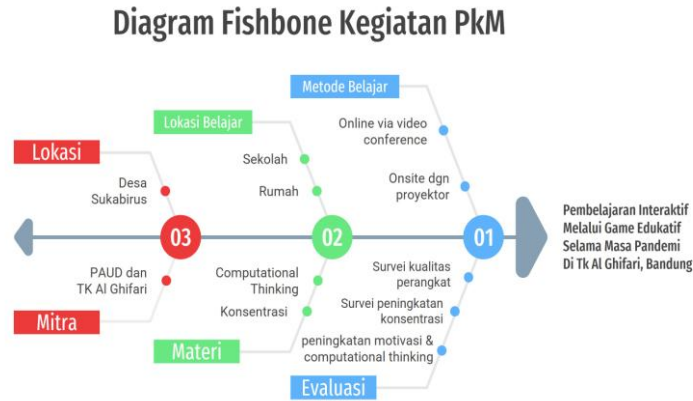 Diagram Fishbone Kegiatan PkM
Metode Belajar
Online via video
conference
Onsite dgn
proyektor
Lokasi Belajar
Sekolah
Rumah
Lokasi
Desa
Sukabirus
03
02
01
Pembelajaran Interaktif
Melalui Game Edukatif
Selama Masa Pandemi
Di Tk Al Ghifari, Bandung
PAUD dan
TK Al Ghifari
Mitra
Computational
Thinking
Konsentrasi
Materi
Survei kualitas
perangkat
Survei peningkatan
konsentrasi
peningkatan motivasi &
computational thinking
Evaluasi